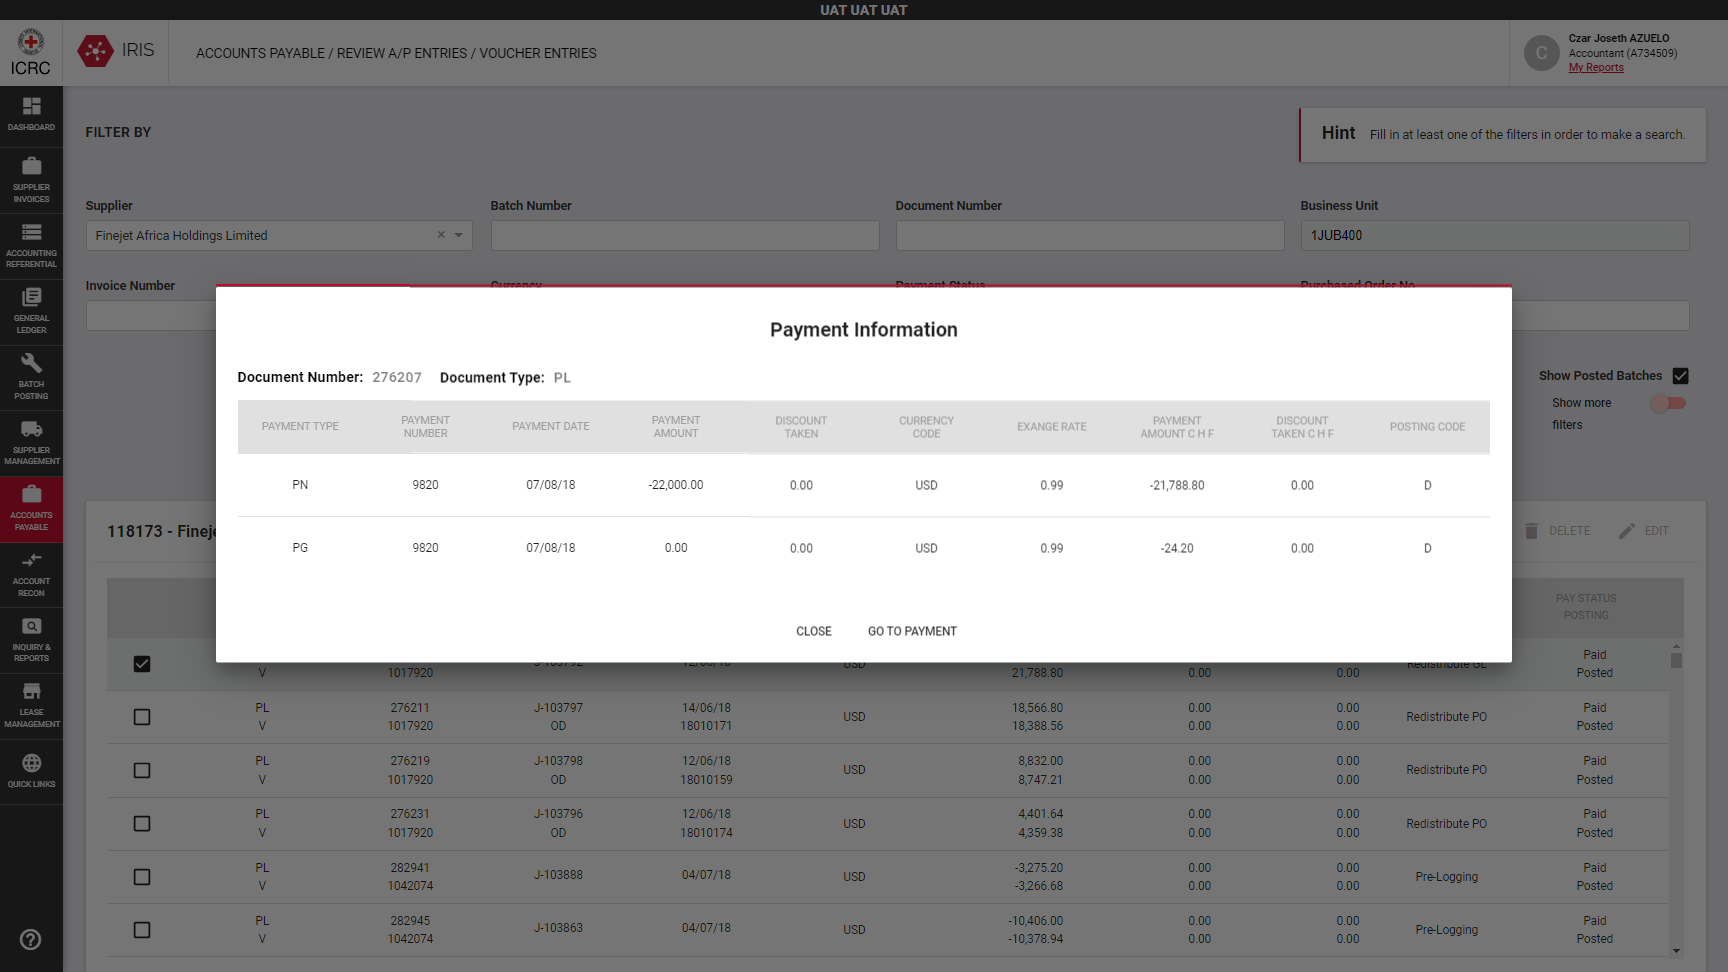 UAT UAT UAT
ICRC
IRIS
ACCOUNTS PAYABLE / REVIEW A/P ENTRIES / VOUCHER ENTRIES
C
Czar Joseth AZUELO
Accountant (A734509)
My Reports
DASHBOARD
SUPPLIER
INVOICES
ACCOUNTING
REFERENTIAL
GENERAL
LEDGER
BATCH
POSTING
SUPPLIER
MANAGEMENT
ACCOUNTS
PAYABLE
ACCOUNT
RECON
INQUIRY &
REPORTS
LEASE
MANAGEMENT
QUICK LINKS
FILTER BY
Hint Fill in at least one of the filters in order to make a search.
Supplier Batch Number Document Number Business Unit
Finejet Africa Holdings Limited 1JUB400
Invoice Number Currency Payment Status Purchased Order No
Show Posted Batches
Show more
filters
Payment Information
Document Number: 276207 Document Type: PL
PAYMENT TYPE PAYMENT NUMBER PAYMENT DATE PAYMENT AMOUNT DISCOUNT TAKEN CURRENCY CODE EXANGE RATE PAYMENT AMOUNT C H F DISCOUNT TAKEN C H F POSTING CODE
PN 9820 07/08/18 -22,000.00 0.00 USD 0.99 -21,788.80 0.00 D
PG 9820 07/08/18 0.00 0.00 USD 0.99 -24.20 0.00 D
CLOSE GO TO PAYMENT
118173 - Fineje
DELETE EDIT
PAY STATUS
POSTING
J-103792 12/06/18 USD Redistribute GL Paid
V 1017920 21,788.80 0.00 0.00 Posted
PL 276211 J-103797 14/06/18 USD 18,566.80 0.00 0.00 Redistribute PO Paid
V 1017920 OD 18010171 18,388.56 0.00 0.00 Posted
PL 276219 J-103798 12/06/18 USD 8,832.00 0.00 0.00 Redistribute PO Paid
V 1017920 OD 18010159 8,747.21 0.00 0.00 Posted
PL 276231 J-103796 12/06/18 USD 4,401.64 0.00 0.00 Redistribute PO Paid
V 1017920 OD 18010174 4,359.38 0.00 0.00 Posted
PL 282941 J-103888 04/07/18 USD -3,275.20 0.00 0.00 Pre-Logging Paid
V 1042074 -3,266.68 0.00 0.00 Posted
PL 282945 J-103863 04/07/18 USD -10,406.00 0.00 0.00 Pre-Logging Paid
V 1042074 -10,378.94 0.00 0.00 Posted